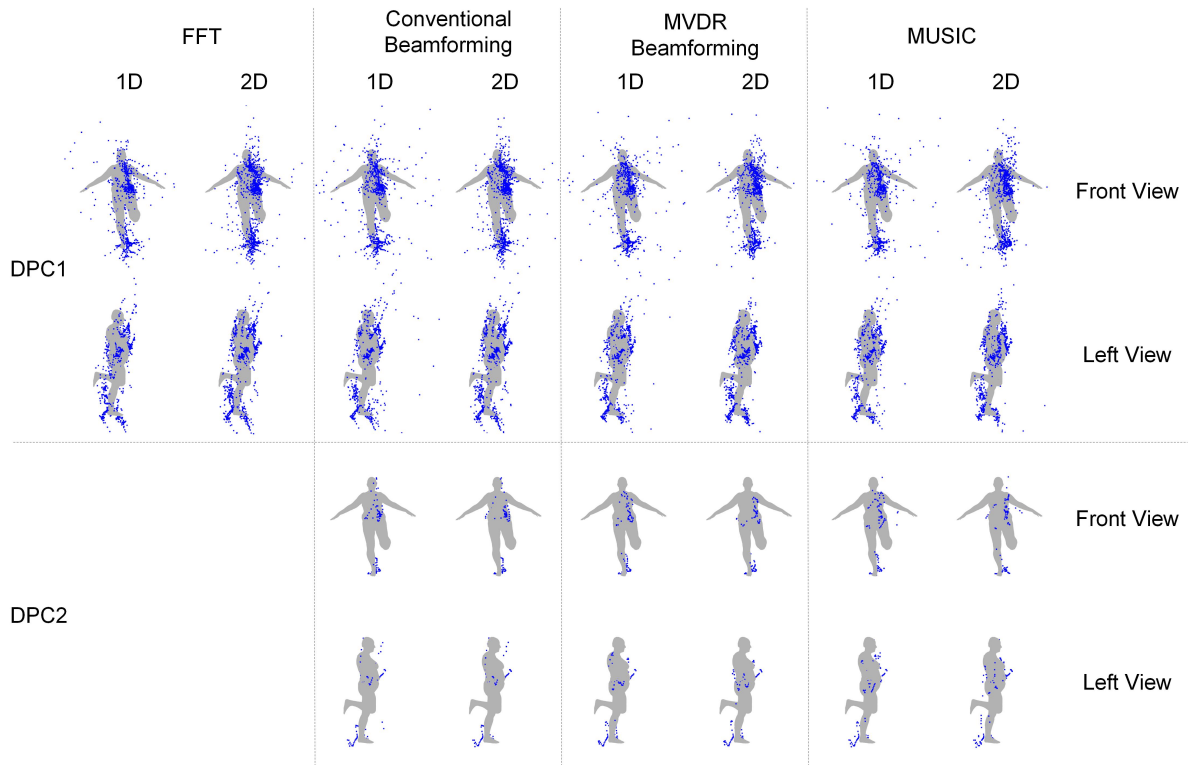 FFT
Conventional
Beamforming
MVDR
Beamforming
MUSIC
1D 2D 1D 2D 1D 2D 1D 2D
Front View
DPC1
Left View
Front View
DPC2
Left View